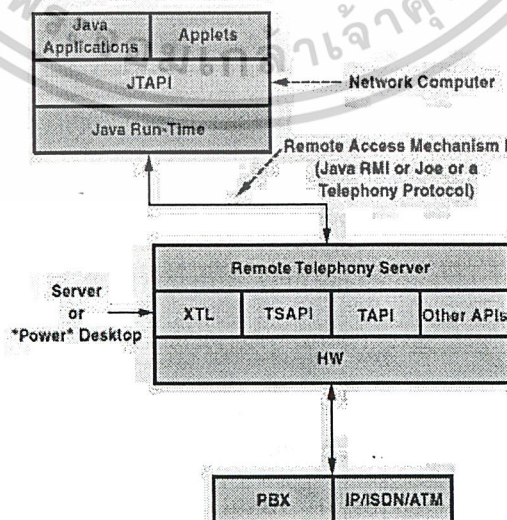 Java
Applications
Applets
JTAPI
Network Computer
Java Run-Time
Remote Access Mechanism
(Java RMI or Joe or a
Telephony Protocol)
Remote Telephony Server
Server
or
"Power" Desktop
XTL
TSAPI
TAPI
Other APIs
HW
PBX
IP/ISDN/ATM